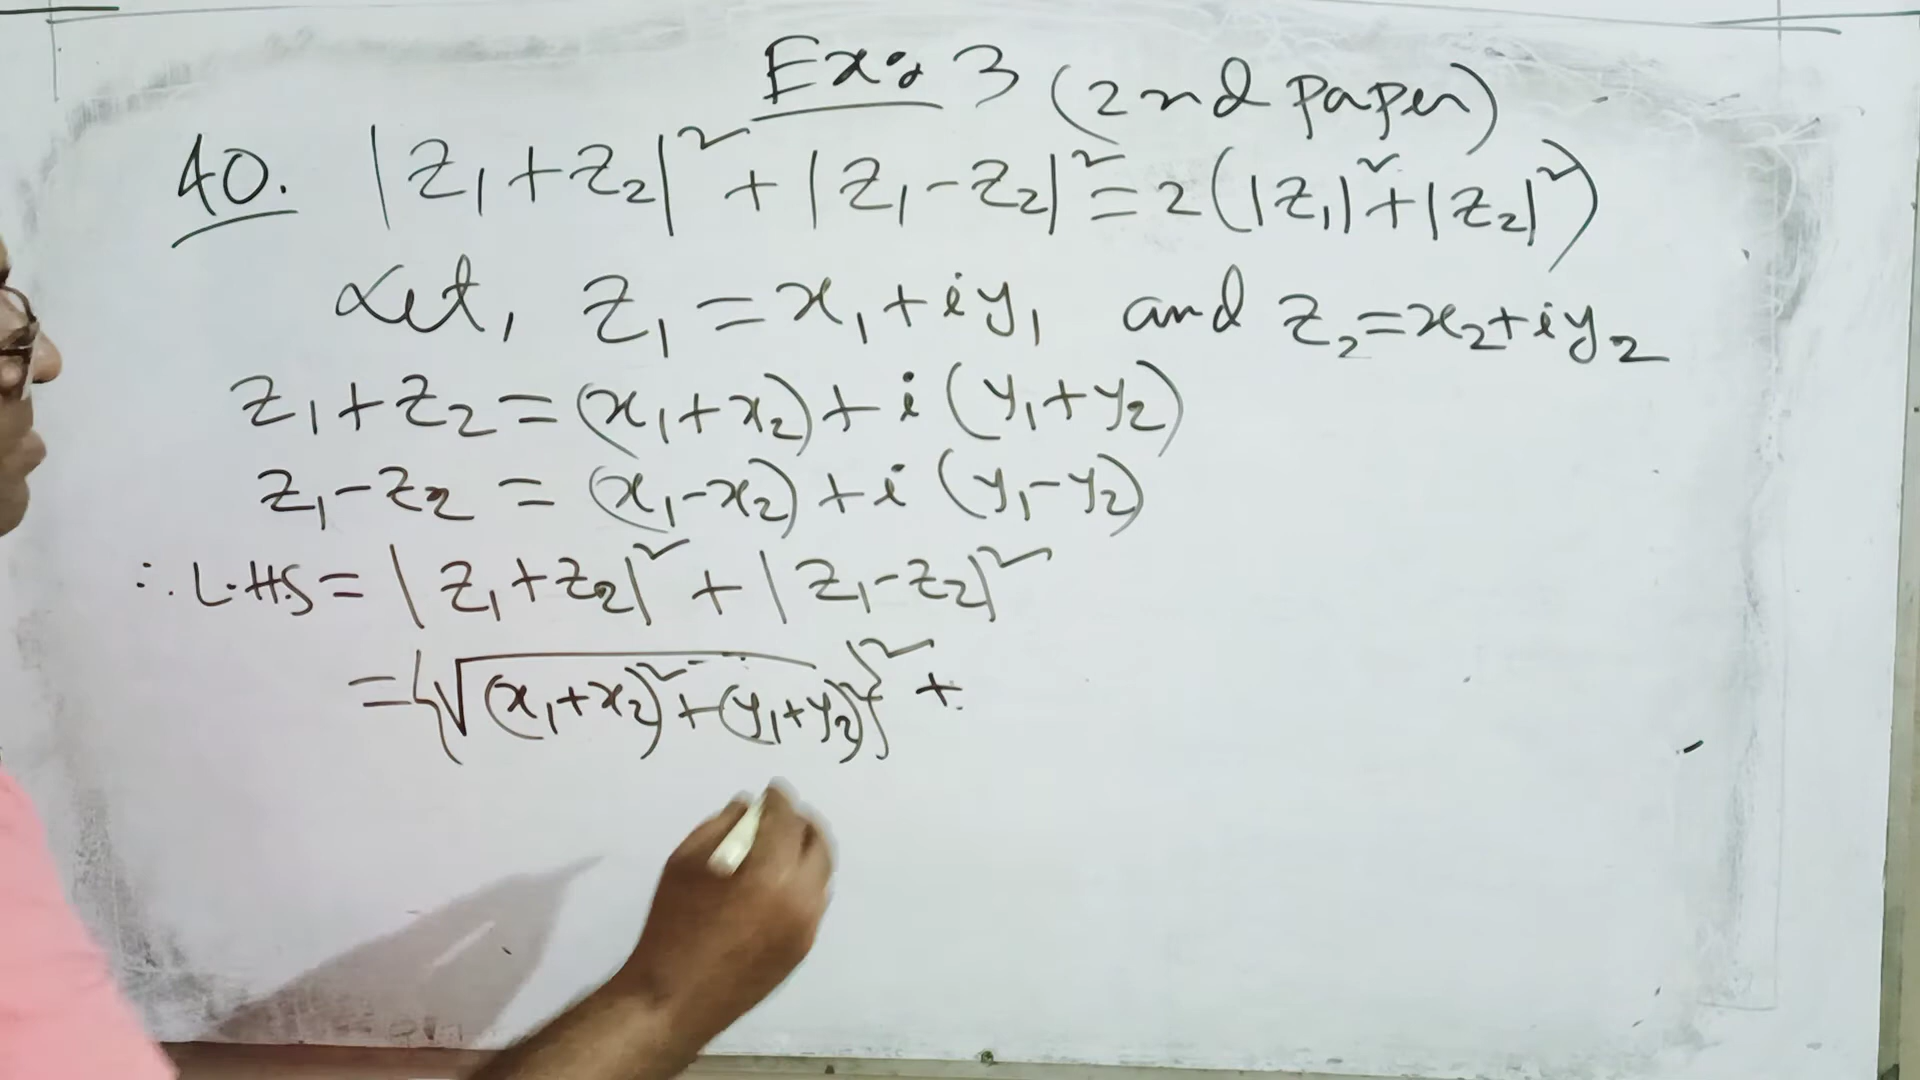 Ex: 3 (2nd paper)
40. |z₁+z₂|²+|z₁-z₂|²=2(|z₁|²+|z₂|²)
Let, z₁=x₁+iy₁ and z₂=x₂+iy₂
z₁+z₂=(x₁+x₂)+i(y₁+y₂)
z₁-z₂=(x₁-x₂)+i(y₁-y₂)
∴ L.H.S=|z₁+z₂|²+|z₁-z₂|²
={√(x₁+x₂)²+(y₁+y₂)²}²+